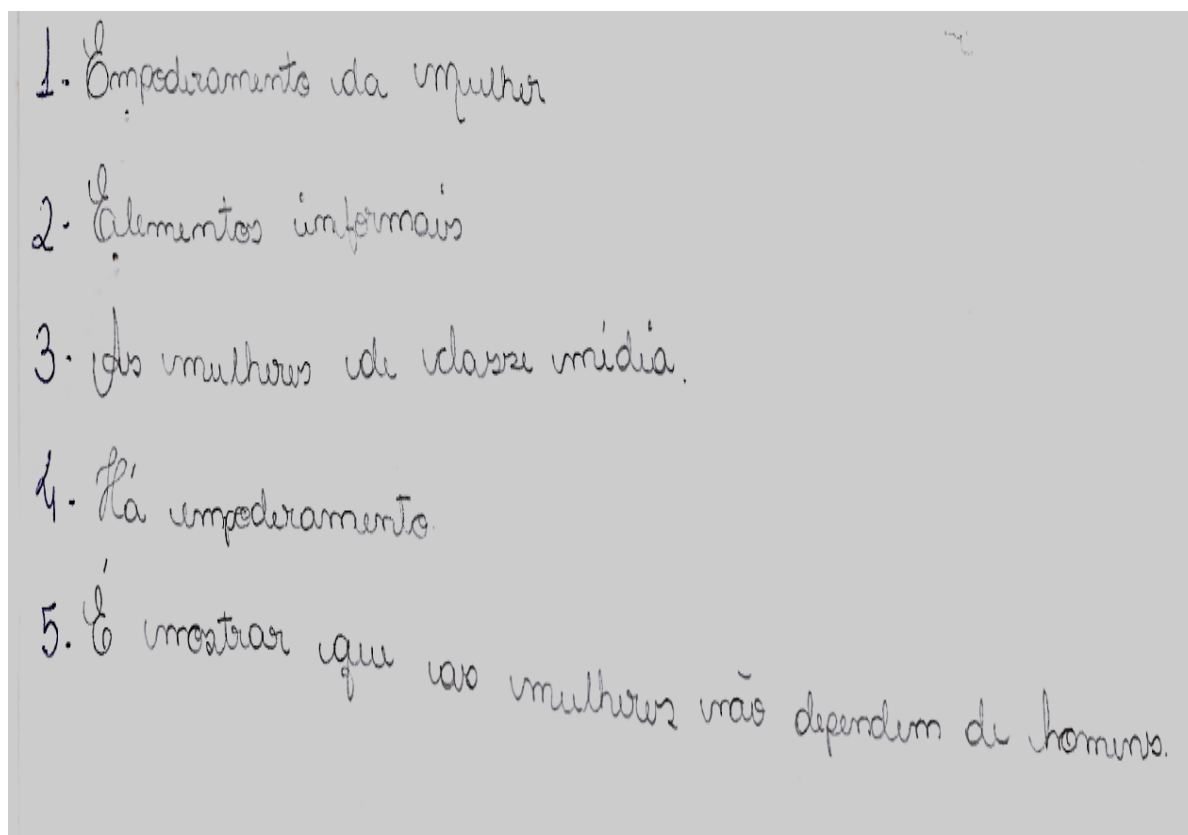 1. Empoderamento da mulher
2. Elementos informais
3. As mulheres de classe média.
4. Há empoderamento.
5. É mostrar que as mulheres não dependem de homens.